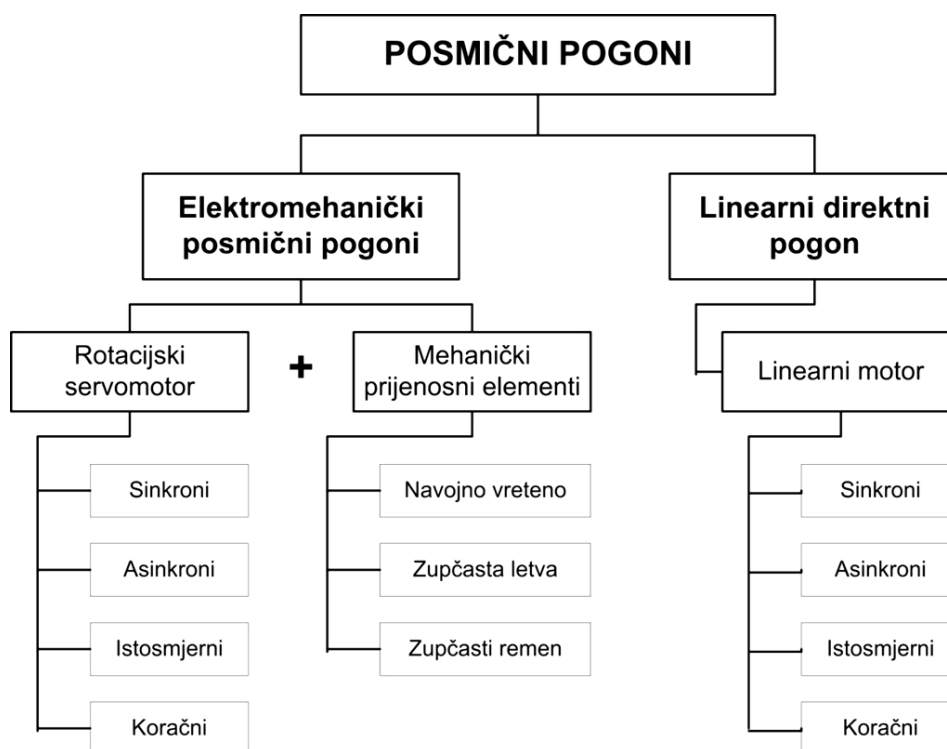 POSMIČNI POGONI
Elektromehanički
posmični pogoni
Linearni direktni
pogon
Rotacijski
servomotor
+
Mehanički
prijenosni elementi
Linearni motor
Sinkroni
Asinkroni
Istosmjerni
Koračni
Navojno vreteno
Zupčasta letva
Zupčasti remen
Sinkroni
Asinkroni
Istosmjerni
Koračni